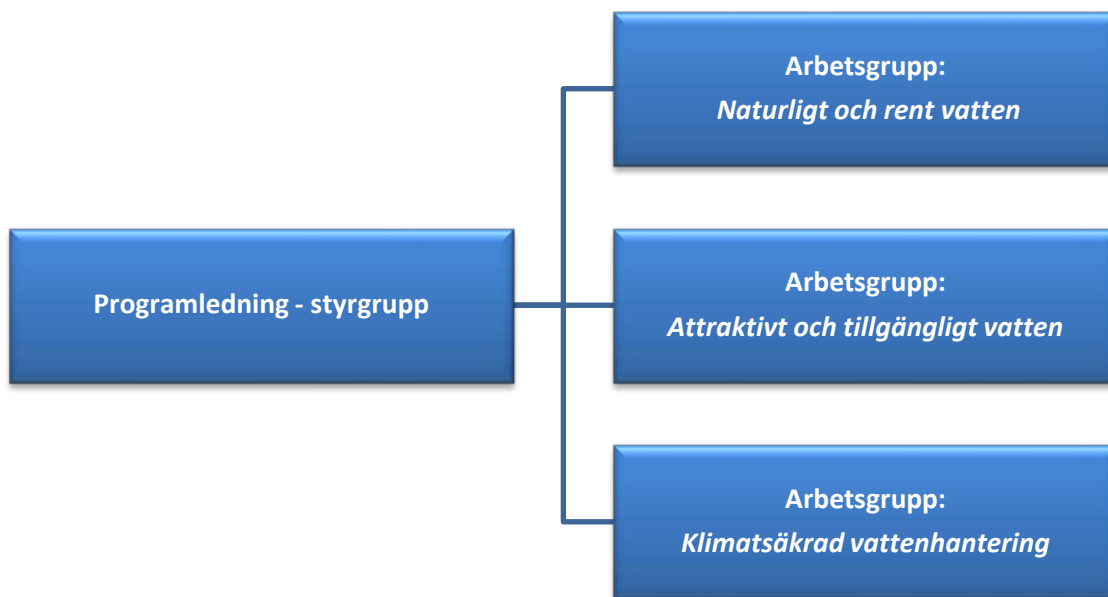 Arbetsgrupp:
Naturligt och rent vatten
Programledning - styrgrupp
Arbetsgrupp:
Attraktivt och tillgängligt vatten
Arbetsgrupp:
Klimatsäkrad vattenhantering